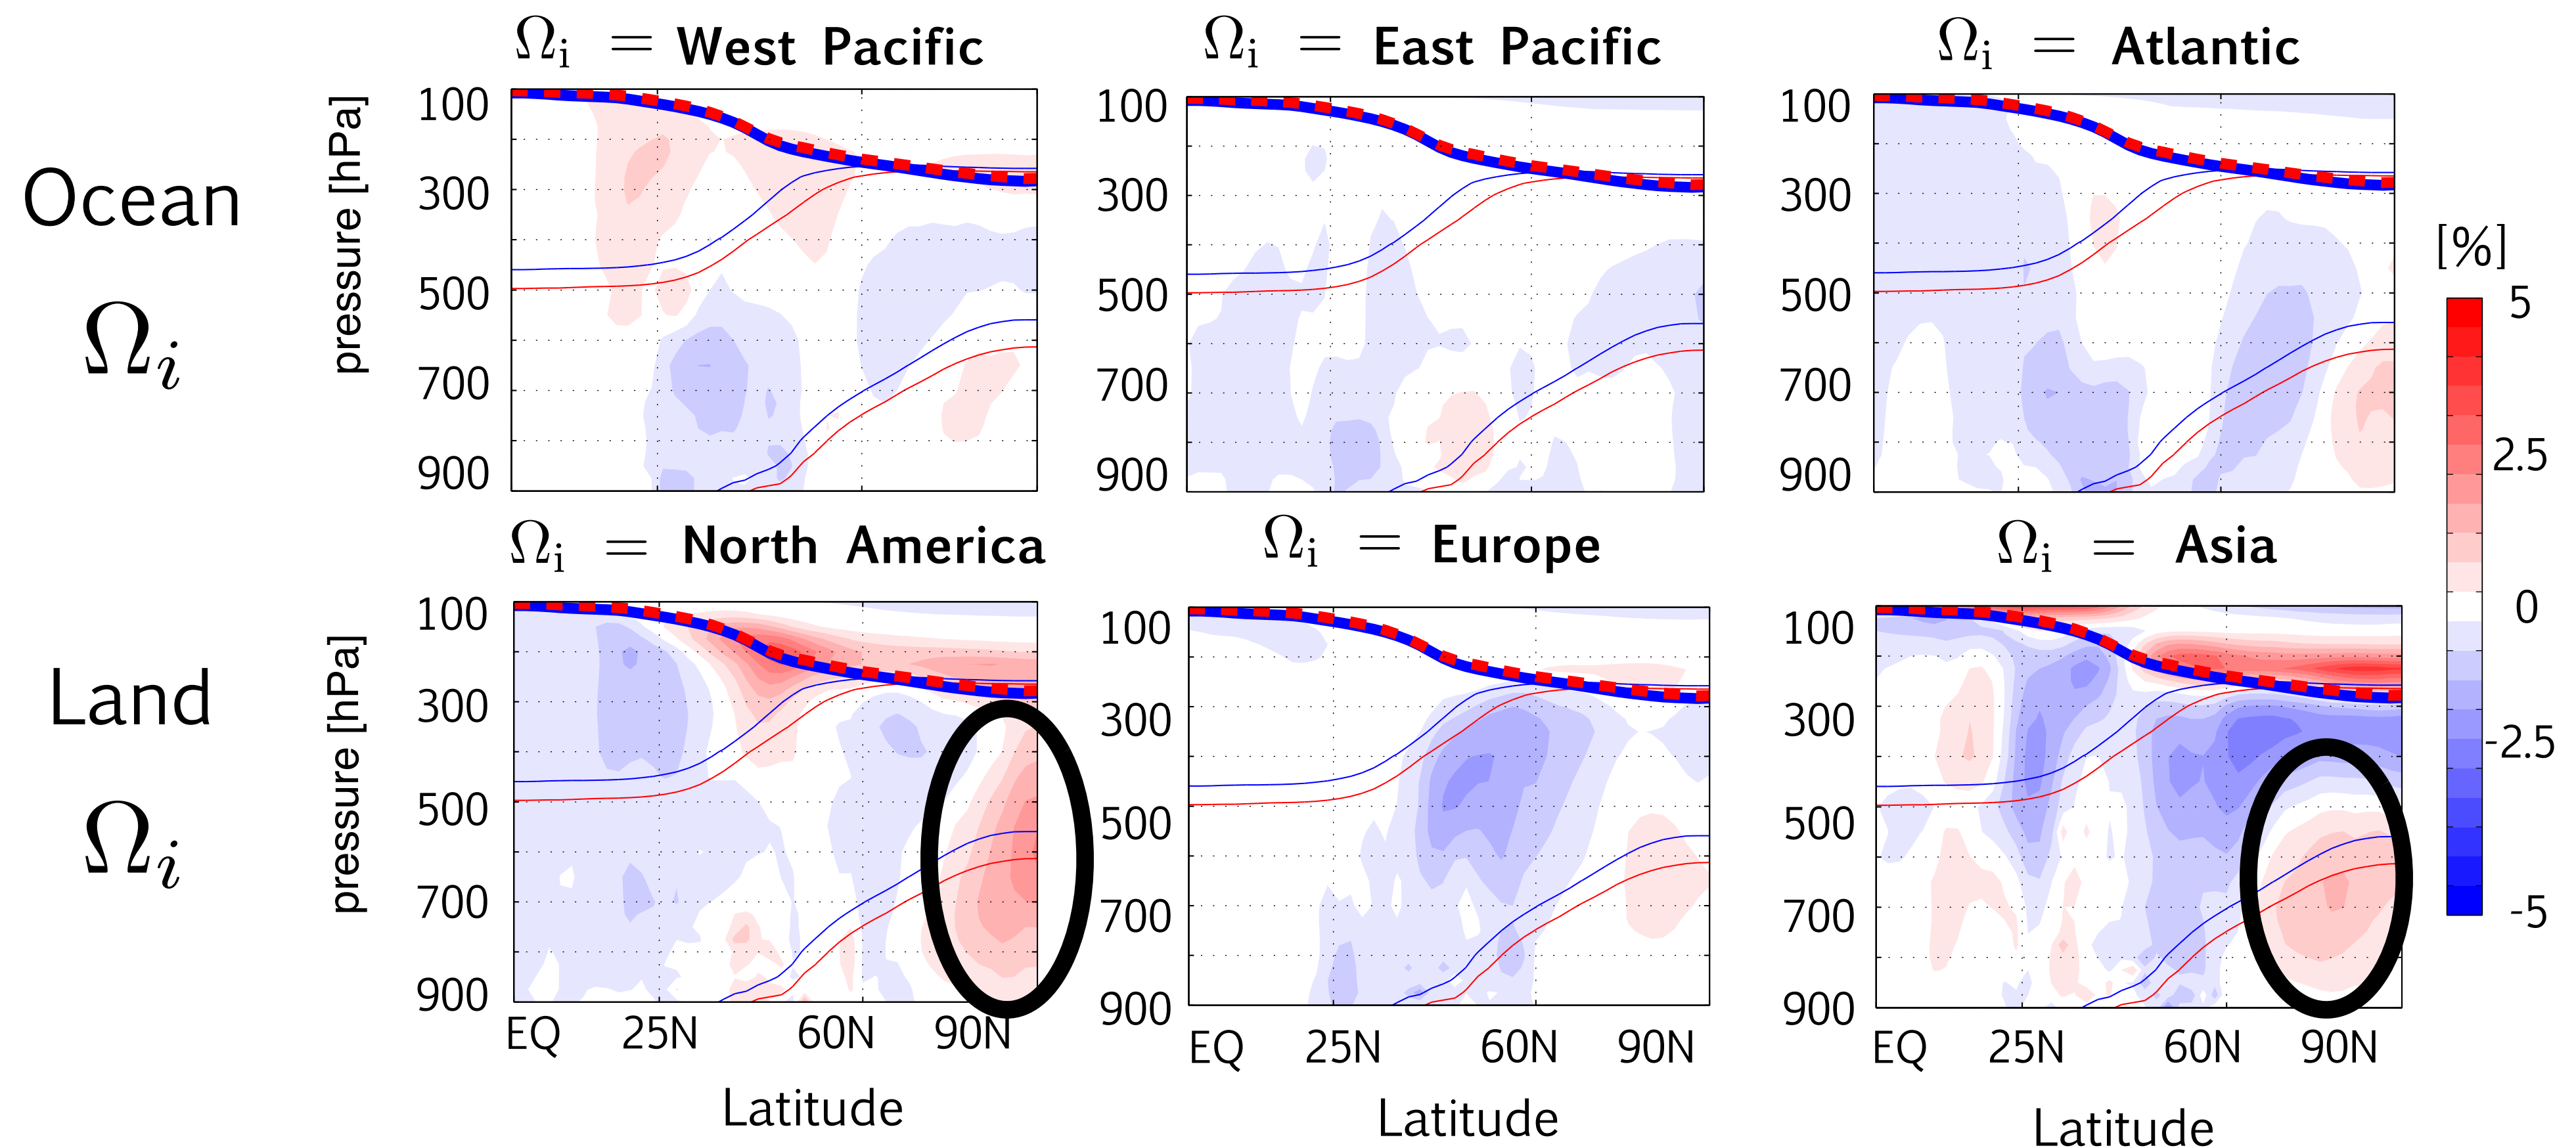 Ωi = West Pacific
Ωi = East Pacific
Ωi = Atlantic
Ocean
Ωi
pressure [hPa]
100
300
500
700
900
100
300
500
700
900
100
300
500
700
900
[%]
5
2.5
0
-2.5
-5
Ωi = North America
Ωi = Europe
Ωi = Asia
Land
Ωi
pressure [hPa]
100
300
500
700
900
100
300
500
700
900
100
300
500
700
900
EQ 25N 60N 90N
EQ 25N 60N 90N
EQ 25N 60N 90N
Latitude
Latitude
Latitude